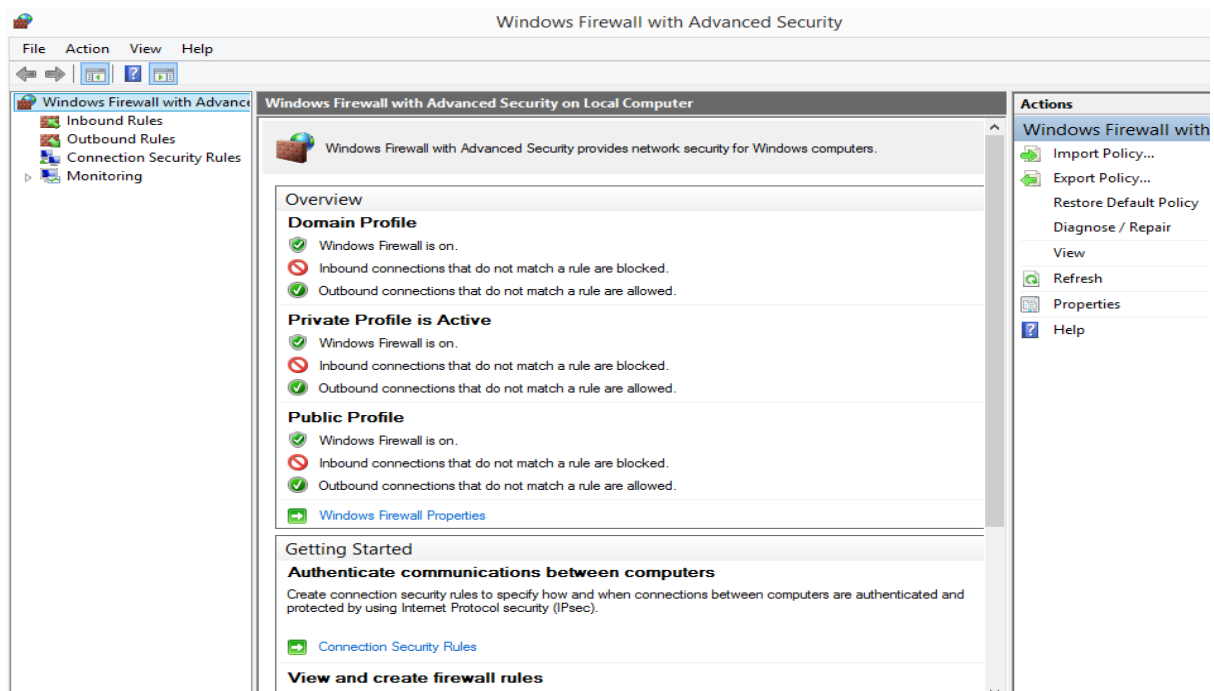 Windows Firewall with Advanced Security
File Action View Help
Windows Firewall with Advance
Inbound Rules
Outbound Rules
Connection Security Rules
Monitoring
Windows Firewall with Advanced Security on Local Computer
Windows Firewall with Advanced Security provides network security for Windows computers.
Overview
Domain Profile
Windows Firewall is on.
Inbound connections that do not match a rule are blocked.
Outbound connections that do not match a rule are allowed.
Private Profile is Active
Windows Firewall is on.
Inbound connections that do not match a rule are blocked.
Outbound connections that do not match a rule are allowed.
Public Profile
Windows Firewall is on.
Inbound connections that do not match a rule are blocked.
Outbound connections that do not match a rule are allowed.
Windows Firewall Properties
Getting Started
Authenticate communications between computers
Create connection security rules to specify how and when connections between computers are authenticated and
protected by using Internet Protocol security (IPsec).
Connection Security Rules
View and create firewall rules
Actions
Windows Firewall with
Import Policy...
Export Policy...
Restore Default Policy
Diagnose / Repair
View
Refresh
Properties
Help